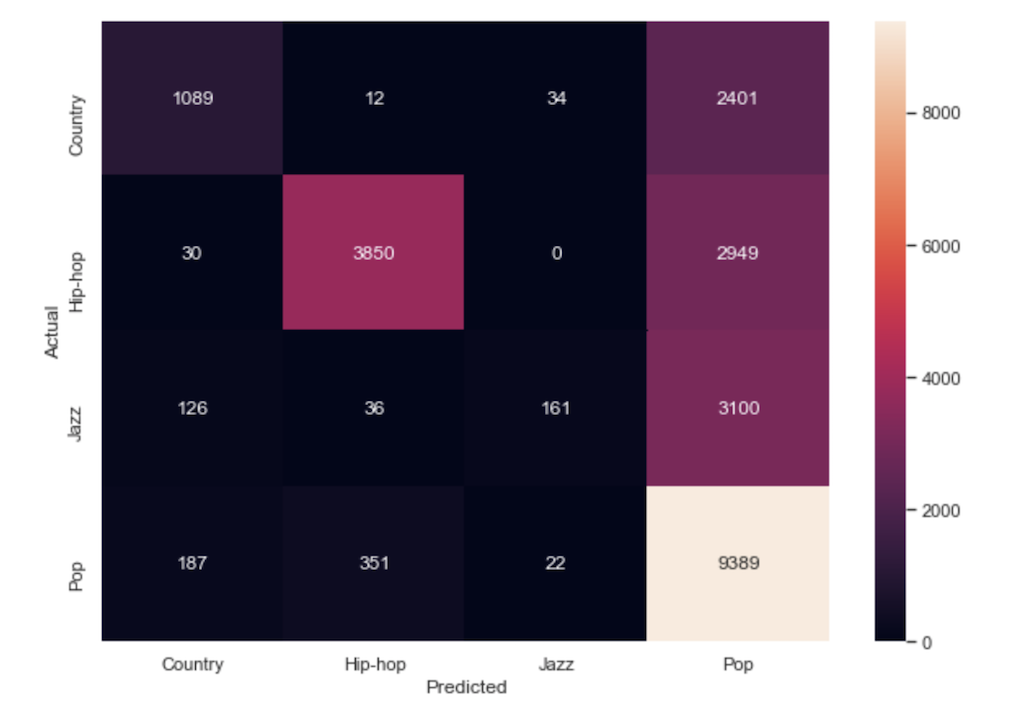 Country 1089 12 34 2401
Hip-hop 30 3850 0 2949
Jazz 126 36 161 3100
Pop 187 351 22 9389
Actual
Country Hip-hop Jazz Pop
Predicted
8000
6000
4000
2000
0